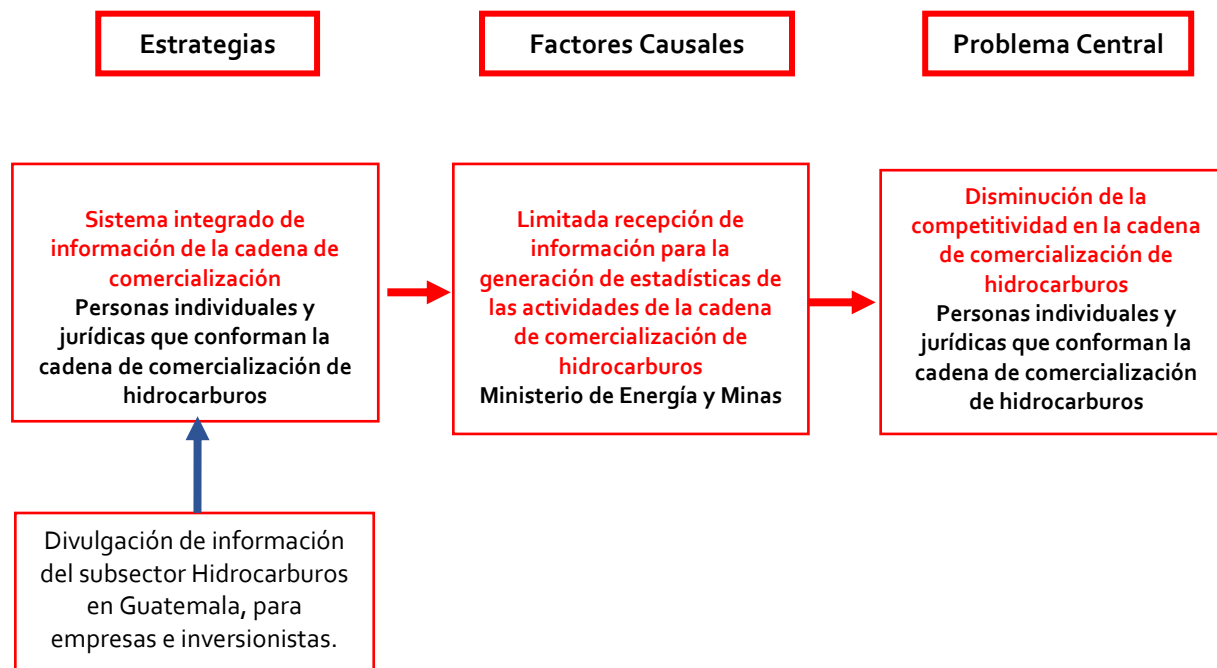 Estrategias
Factores Causales
Problema Central
Sistema integrado de
información de la cadena de
comercialización
Personas individuales y
jurídicas que conforman la
cadena de comercialización de
hidrocarburos
Limitada recepción de
información para la
generación de estadísticas de
las actividades de la cadena
de comercialización de
hidrocarburos
Ministerio de Energía y Minas
Disminución de la
competitividad en la cadena
de comercialización de
hidrocarburos
Personas individuales y
jurídicas que conforman la
cadena de comercialización
de hidrocarburos
Divulgación de información
del subsector Hidrocarburos
en Guatemala, para
empresas e inversionistas.